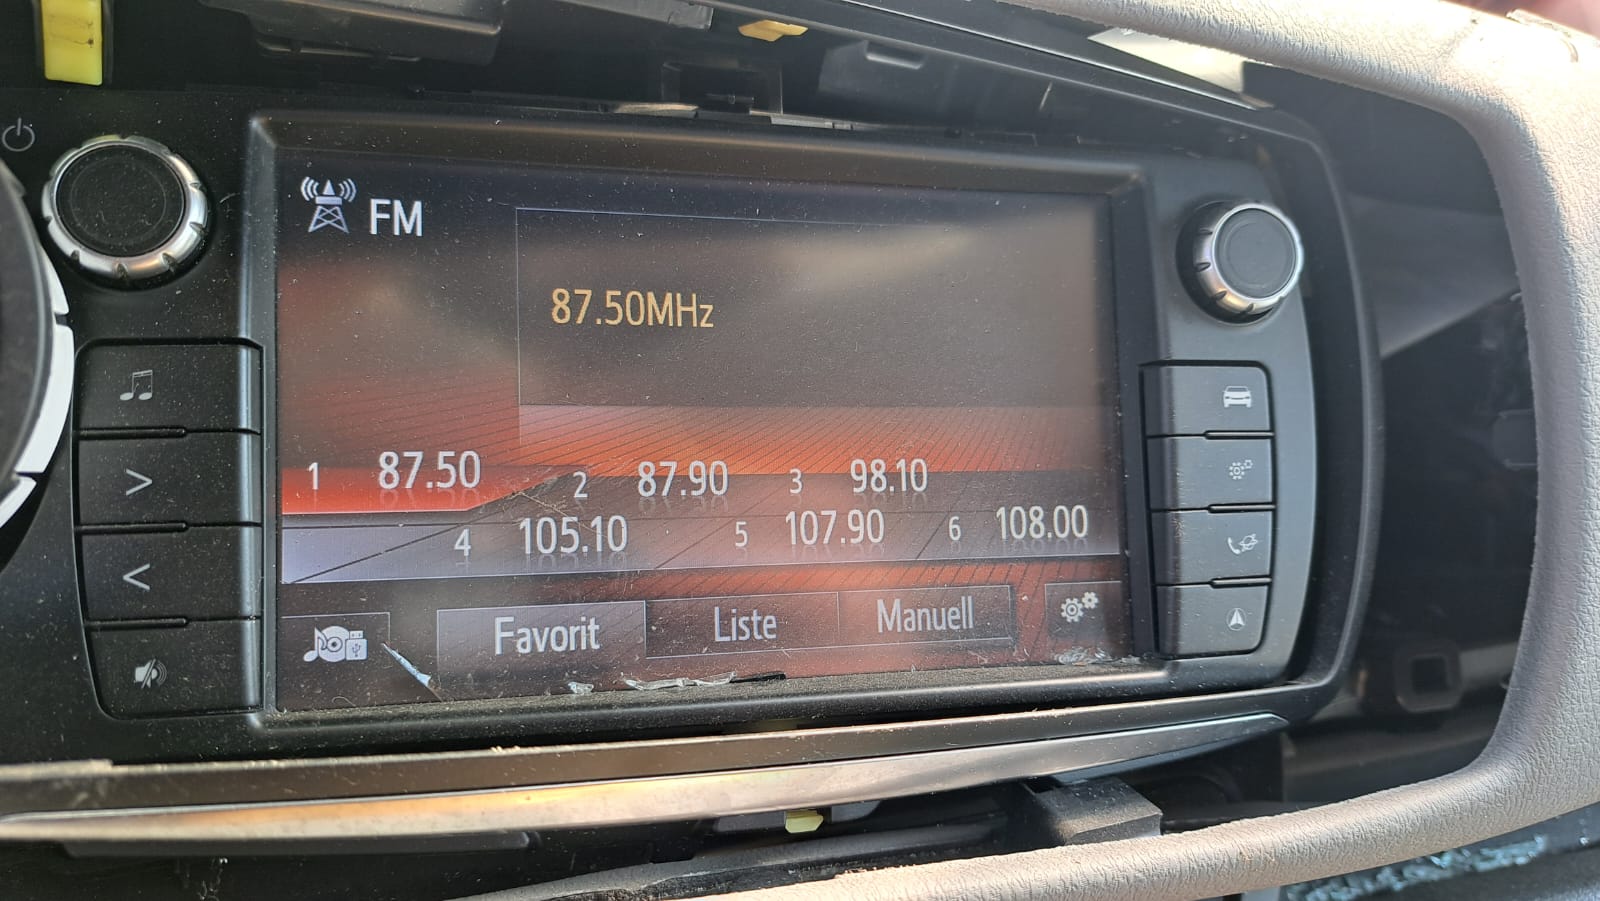 FM
87.50MHz
1 87.50 2 87.90 3 98.10
4 105.10 5 107.90 6 108.00
Favorit Liste Manuell